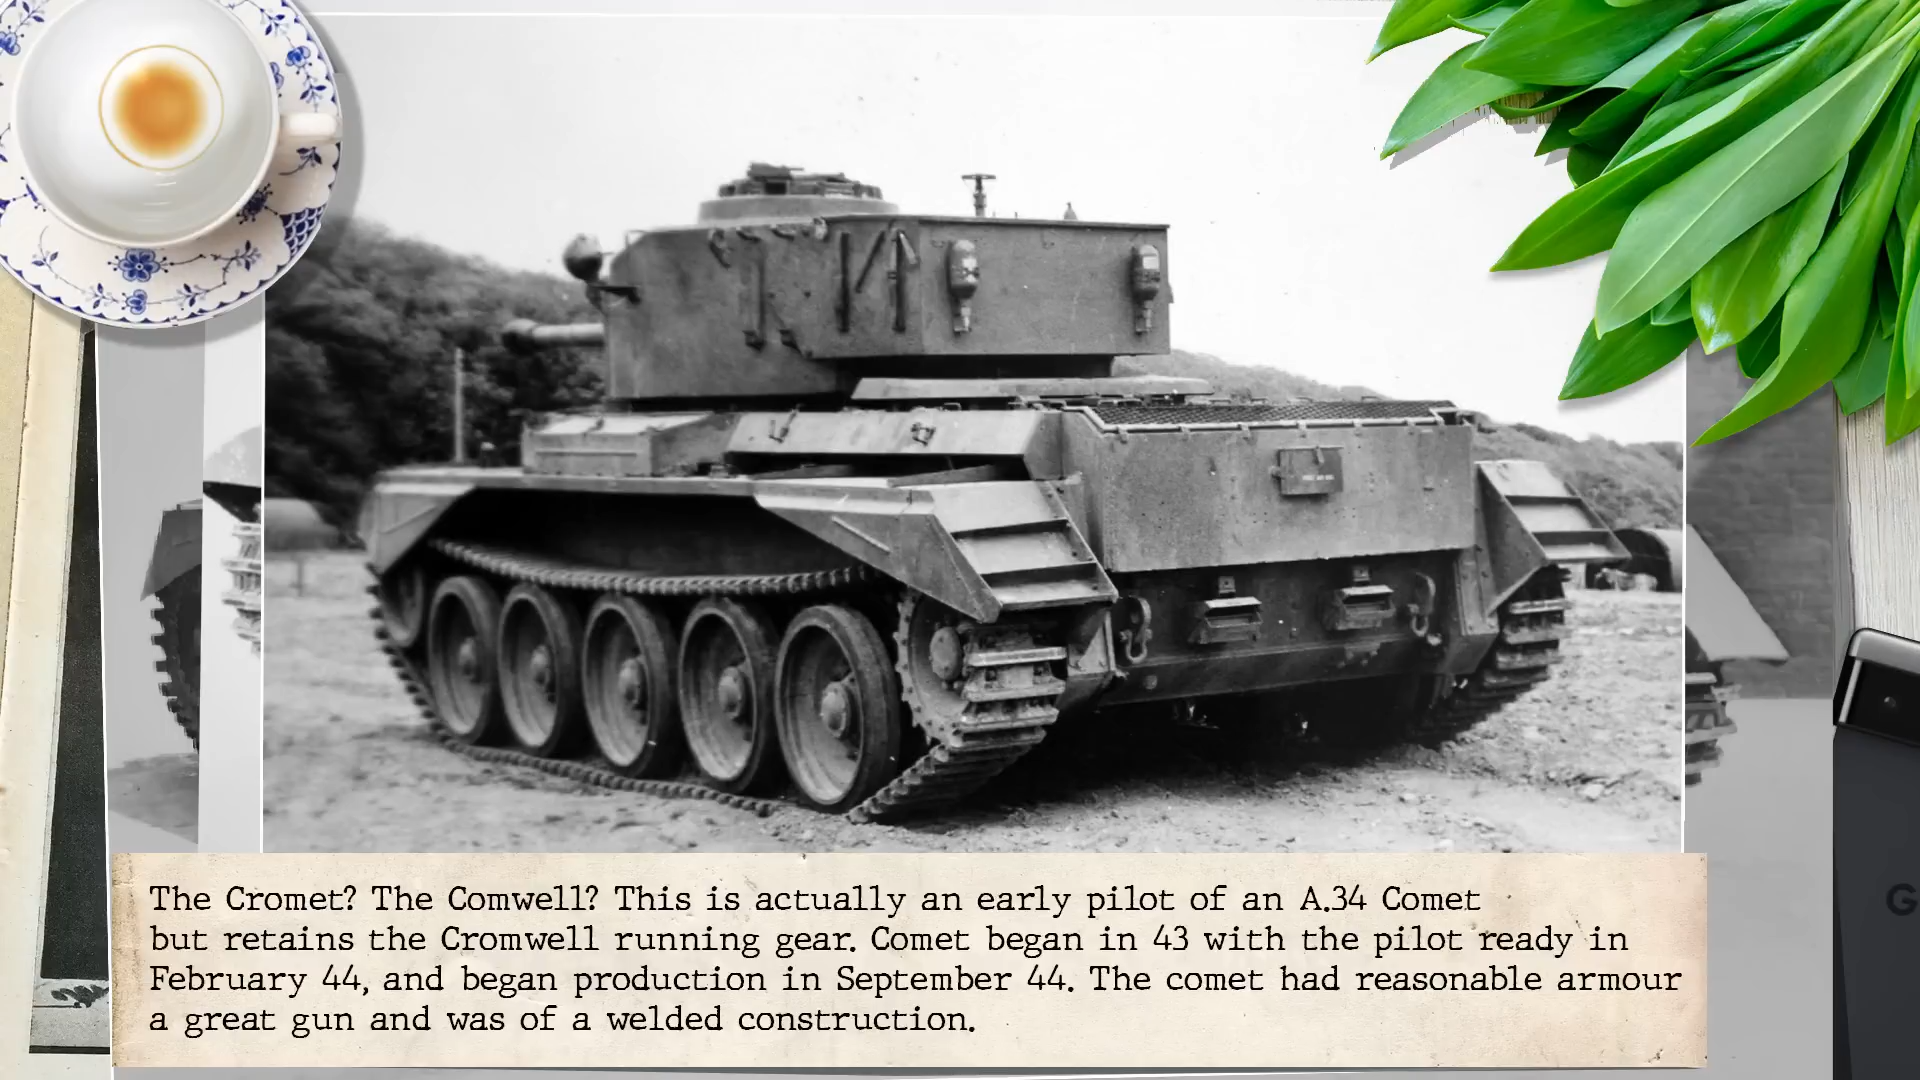 The Cromet? The Comwell? This is actually an early pilot of an A.34 Comet
but retains the Cromwell running gear. Comet began in 43 with the pilot ready in
February 44, and began production in September 44. The comet had reasonable armour
a great gun and was of a welded construction.
G